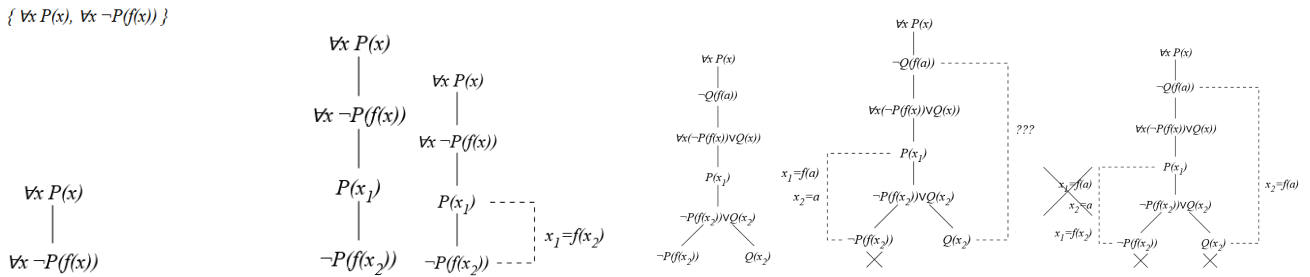 { ∀x P(x), ∀x ¬P(f(x)) }
∀x P(x)
∀x ¬P(f(x))
∀x P(x)
∀x ¬P(f(x))
P(x₁)
¬P(f(x₂))
∀x P(x)
∀x ¬P(f(x))
P(x₁)
x₁=f(x₂)
¬P(f(x₂))
∀x P(x)
¬Q(f(a))
∀x(¬P(f(x))∨Q(x))
P(x₁)
¬P(f(x₂))∨Q(x₂)
¬P(f(x₂)) Q(x₂)
∀x P(x)
¬Q(f(a))
∀x(¬P(f(x))∨Q(x))
???
P(x₁)
x₁=f(a)
x₂=a
¬P(f(x₂))∨Q(x₂)
¬P(f(x₂)) Q(x₂)
∀x P(x)
¬Q(f(a))
∀x(¬P(f(x))∨Q(x))
P(x₁)
x₁=f(a)
x₂=f(a)
x₂=a
¬P(f(x₂))∨Q(x₂)
x₁=f(x₂)
¬P(f(x₂)) Q(x₂)